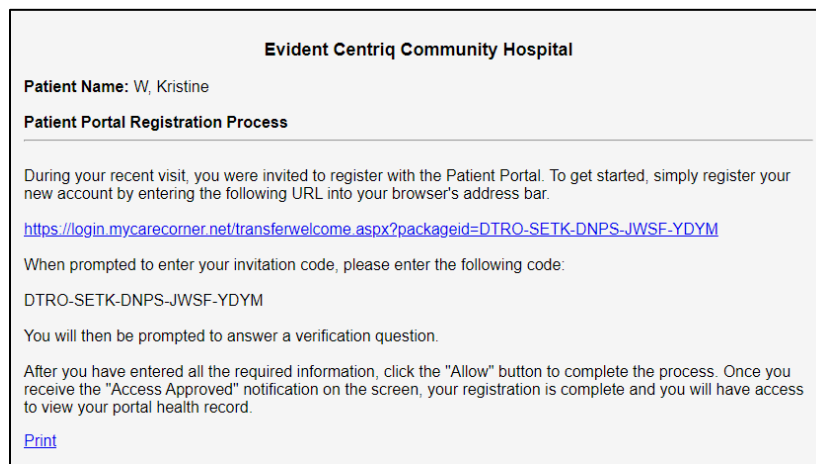 Evident Centriq Community Hospital
Patient Name: W, Kristine
Patient Portal Registration Process
During your recent visit, you were invited to register with the Patient Portal. To get started, simply register your
new account by entering the following URL into your browser's address bar.
https://login.mycarecorner.net/transferwelcome.aspx?packageid=DTRO-SETK-DNPS-JWSF-YDYM
When prompted to enter your invitation code, please enter the following code:
DTRO-SETK-DNPS-JWSF-YDYM
You will then be prompted to answer a verification question.
After you have entered all the required information, click the "Allow" button to complete the process. Once you
receive the "Access Approved" notification on the screen, your registration is complete and you will have access
to view your portal health record.
Print